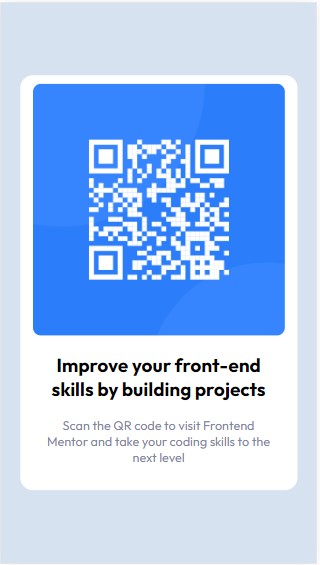 Improve your front-end
skills by building projects
Scan the QR code to visit Frontend
Mentor and take your coding skills to the
next level